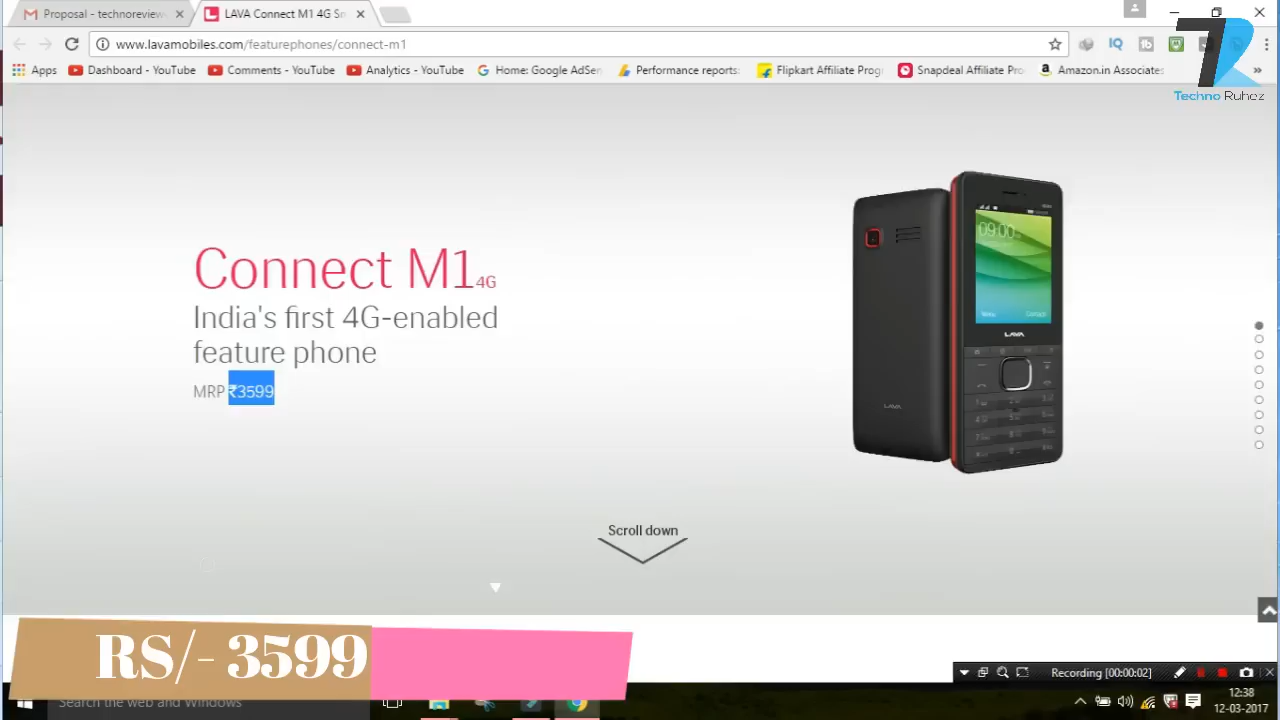 Proposal - technoreview
LAVA Connect M1 4G Sm
www.lavamobiles.com/featurephones/connect-m1
Apps
Dashboard - YouTube
Comments - YouTube
Analytics - YouTube
Home: Google AdSen
Performance reports:
Flipkart Affiliate Prog
Snapdeal Affiliate Pro
Amazon.in Associates
Techno Ruhez
Connect M1 4G
India's first 4G-enabled
feature phone
MRP ₹3599
09:00
Menu
Contact
LAVA
LAVA
Scroll down
RS/- 3599
Recording [00:00:02]
Search the web and Windows
12:38
12-03-2017